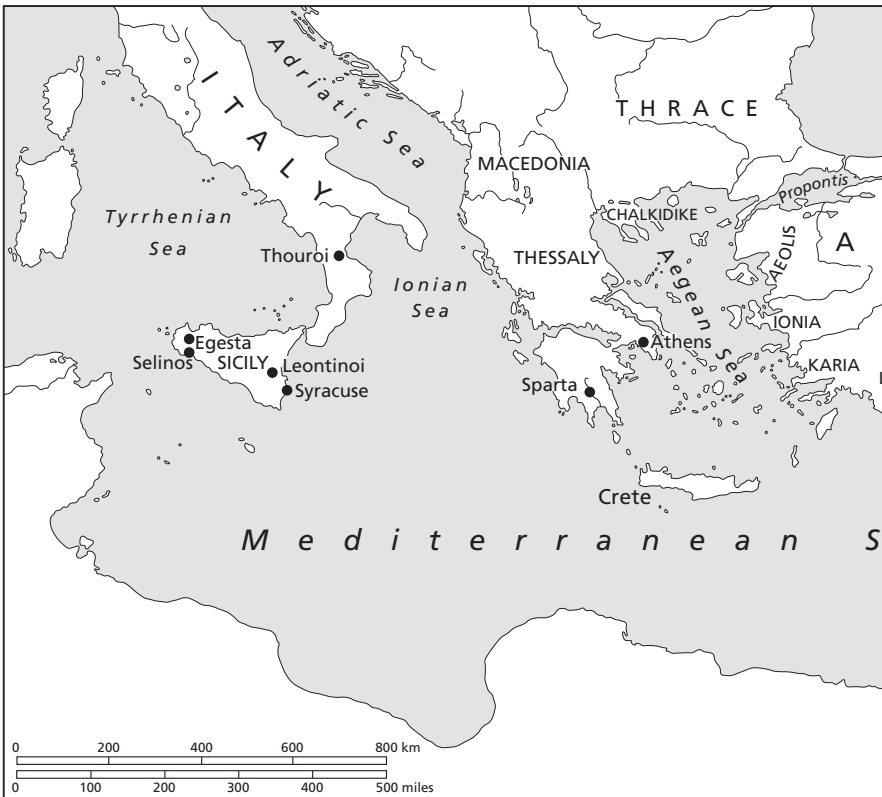 ITALY
Adriatic Sea
THRACE
MACEDONIA
Propontis
CHALKIDIKE
Tyrrhenian
Sea
AEOLIS
A
Thouroi
THESSALY
Ionian
Sea
Aegean Sea
IONIA
Egesta
Athens
Selinos
SICILY
Leontinoi
KARIA
Syracuse
Sparta
Crete
Mediterranean S
0 200 400 600 800 km
0 100 200 300 400 500 miles